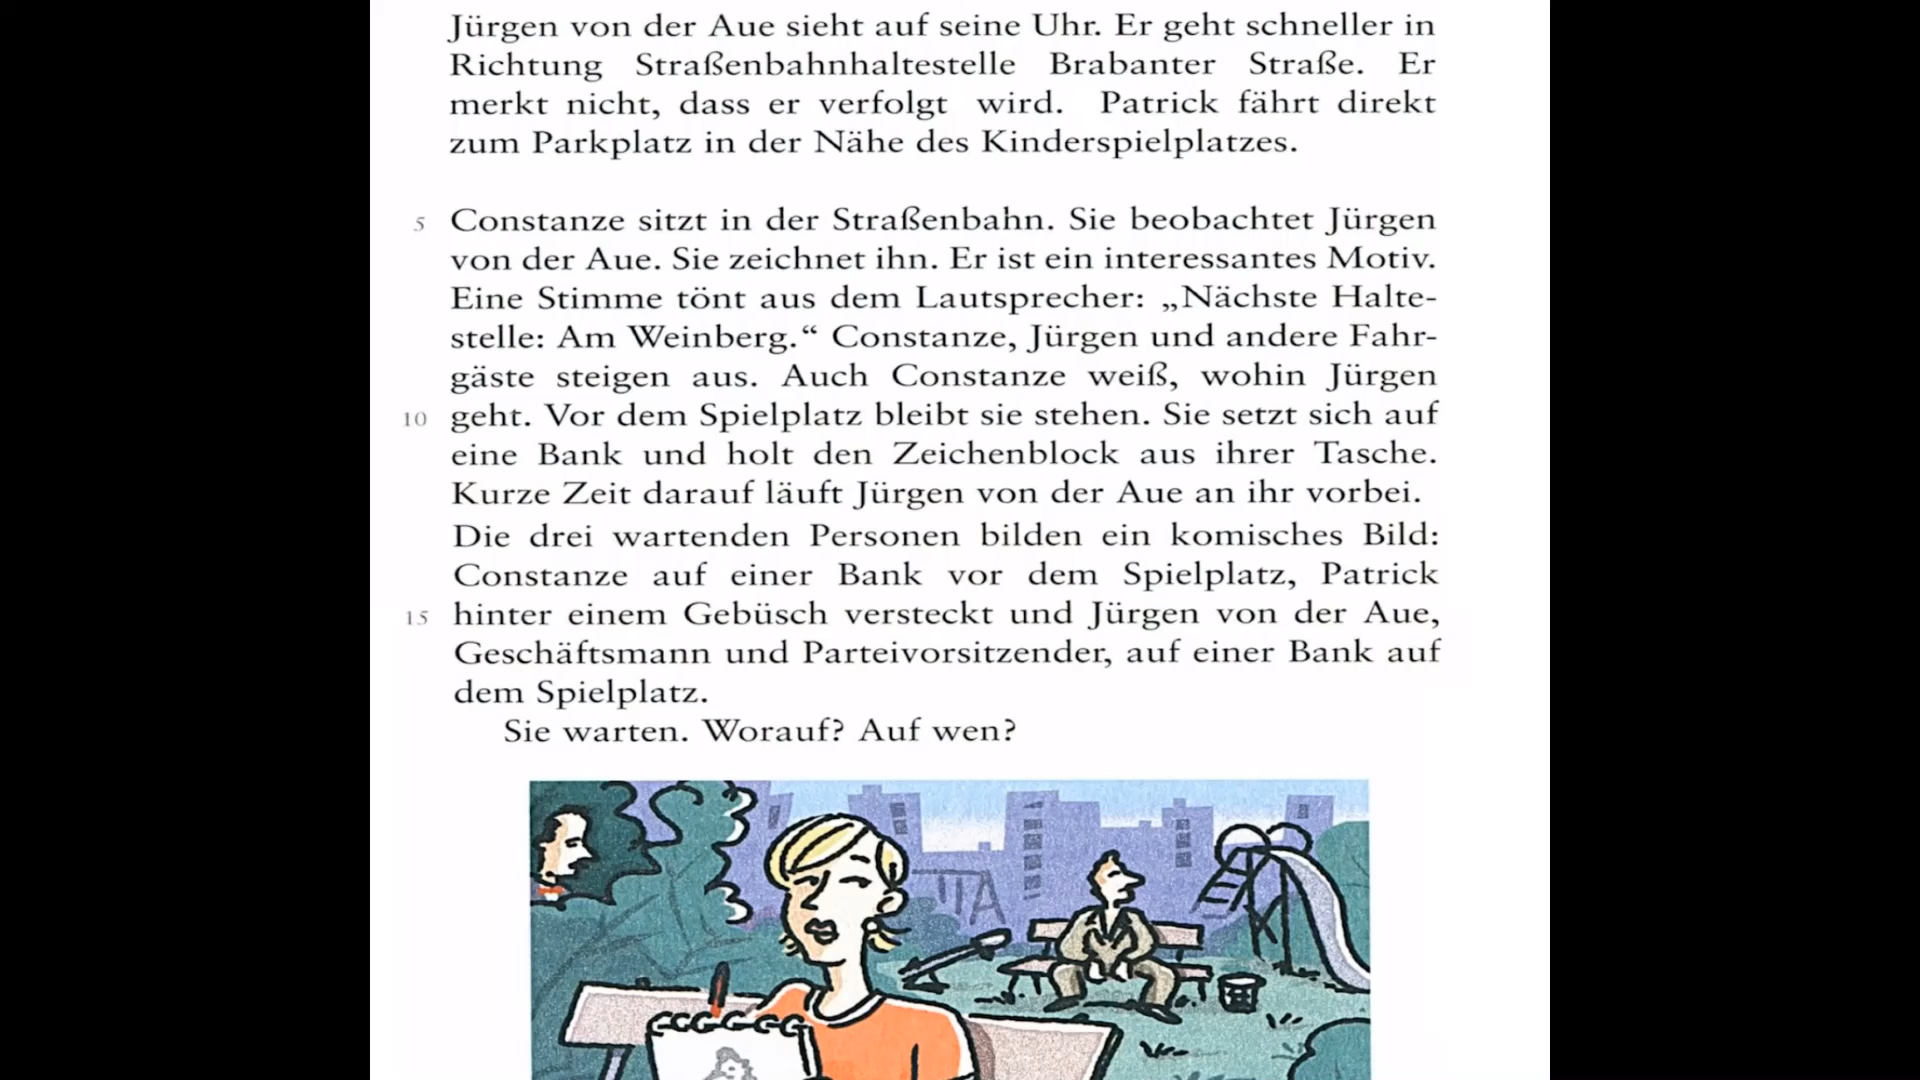 Jürgen von der Aue sieht auf seine Uhr. Er geht schneller in
Richtung Straßenbahnhaltestelle Brabanter Straße. Er
merkt nicht, dass er verfolgt wird. Patrick fährt direkt
zum Parkplatz in der Nähe des Kinderspielplatzes.
5 Constanze sitzt in der Straßenbahn. Sie beobachtet Jürgen
von der Aue. Sie zeichnet ihn. Er ist ein interessantes Motiv.
Eine Stimme tönt aus dem Lautsprecher: „Nächste Halte-
stelle: Am Weinberg.“ Constanze, Jürgen und andere Fahr-
gäste steigen aus. Auch Constanze weiß, wohin Jürgen
10 geht. Vor dem Spielplatz bleibt sie stehen. Sie setzt sich auf
eine Bank und holt den Zeichenblock aus ihrer Tasche.
Kurze Zeit darauf läuft Jürgen von der Aue an ihr vorbei.
Die drei wartenden Personen bilden ein komisches Bild:
Constanze auf einer Bank vor dem Spielplatz, Patrick
15 hinter einem Gebüsch versteckt und Jürgen von der Aue,
Geschäftsmann und Parteivorsitzender, auf einer Bank auf
dem Spielplatz.
Sie warten. Worauf? Auf wen?